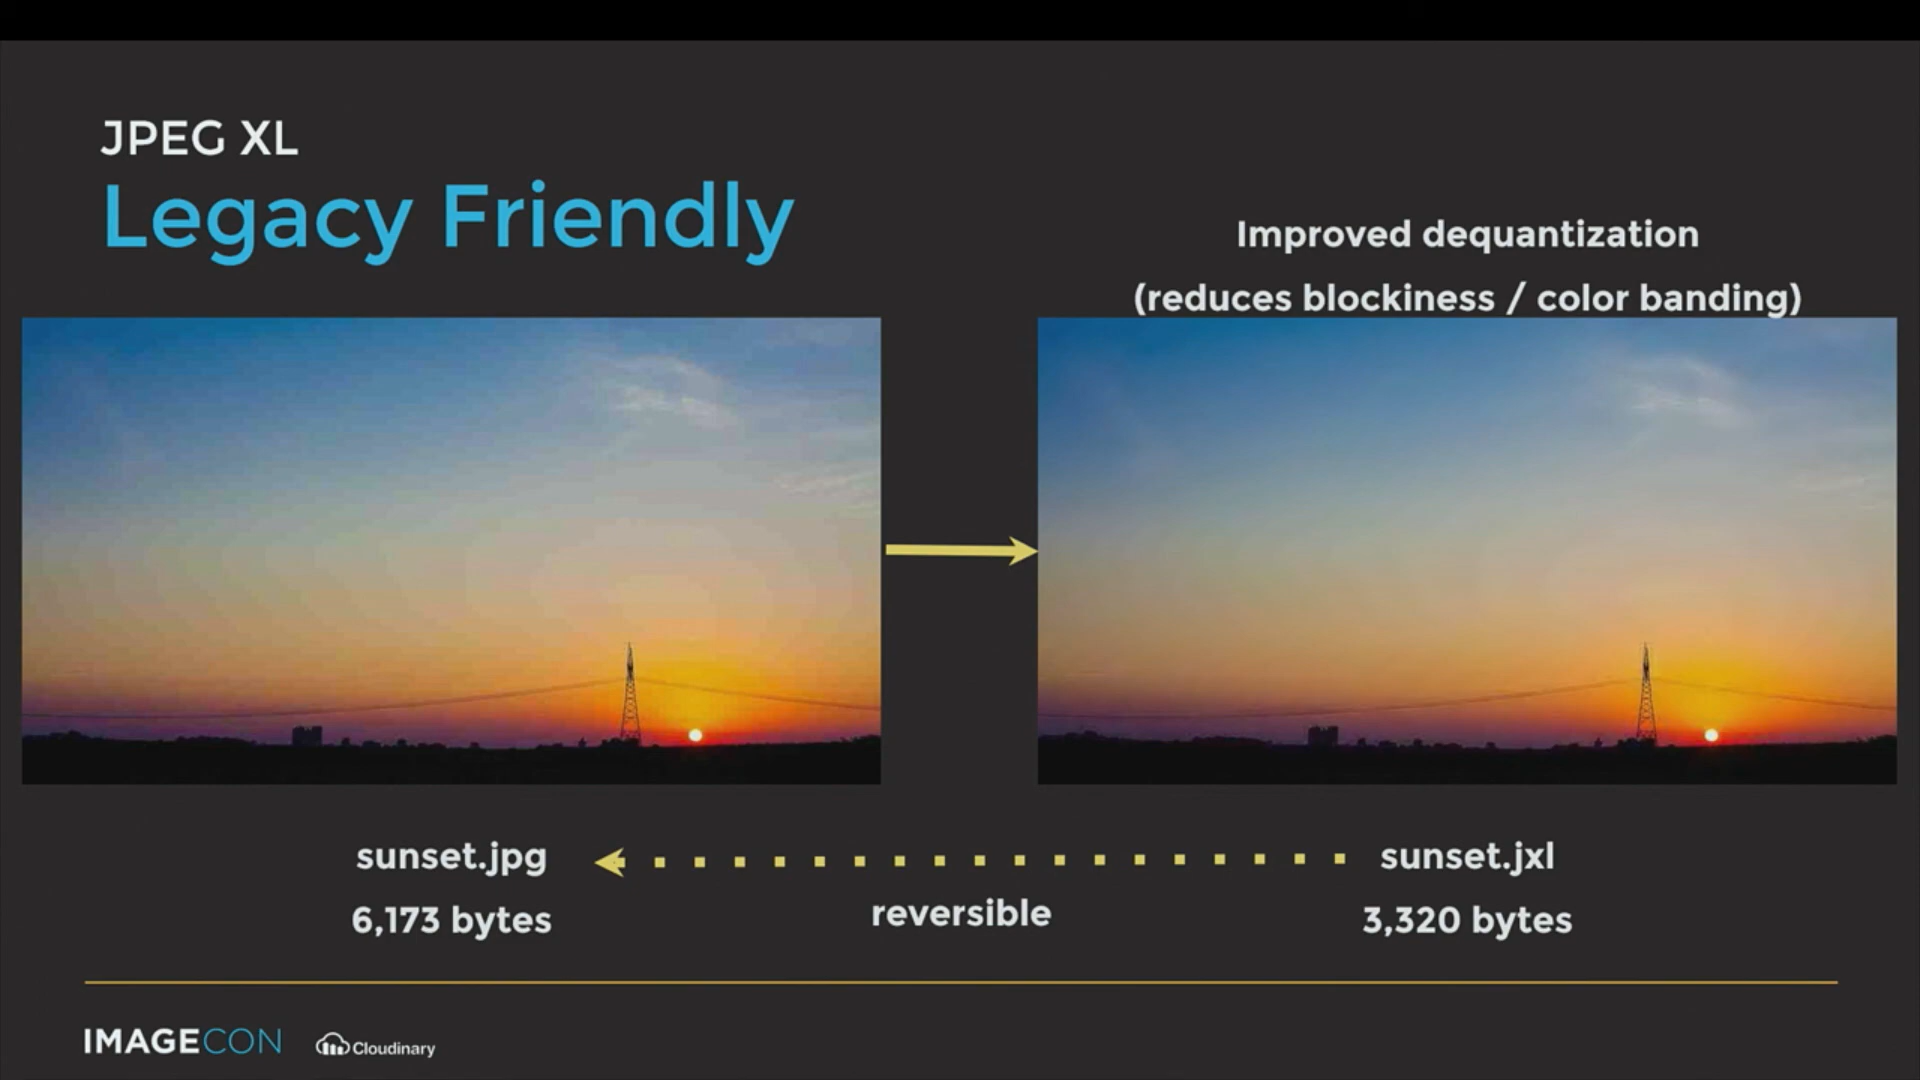 JPEG XL
Legacy Friendly
Improved dequantization
(reduces blockiness / color banding)
sunset.jpg
6,173 bytes
reversible
sunset.jxl
3,320 bytes
IMAGECON
Cloudinary